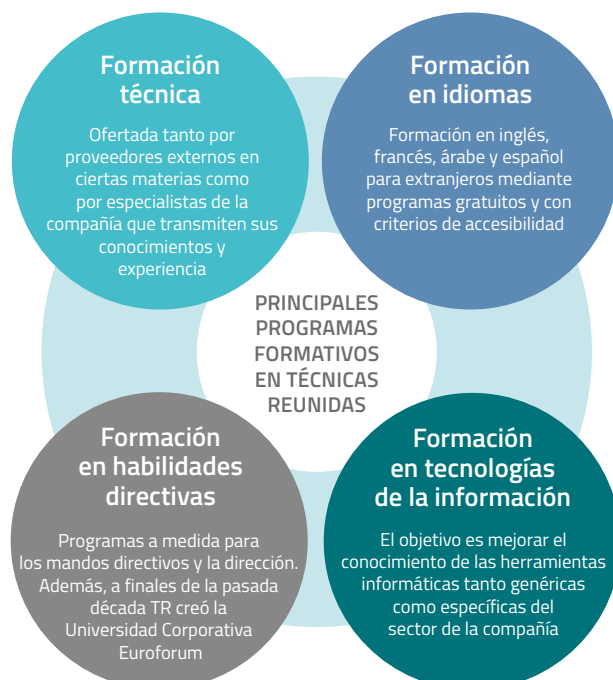 Formación
técnica
Ofertada tanto por
proveedores externos en
ciertas materias como
por especialistas de la
compañía que transmiten sus
conocimientos y
experiencia
Formación
en idiomas
Formación en inglés,
francés, árabe y español
para extranjeros mediante
programas gratuitos y con
criterios de accesibilidad
PRINCIPALES
PROGRAMAS
FORMATIVOS
EN TÉCNICAS
REUNIDAS
Formación
en habilidades
directivas
Programas a medida para
los mandos directivos y la dirección.
Además, a finales de la pasada
década TR creó la
Universidad Corporativa
Euroforum
Formación
en tecnologías
de la información
El objetivo es mejorar el
conocimiento de las herramientas
informáticas tanto genéricas
como específicas del
sector de la compañía